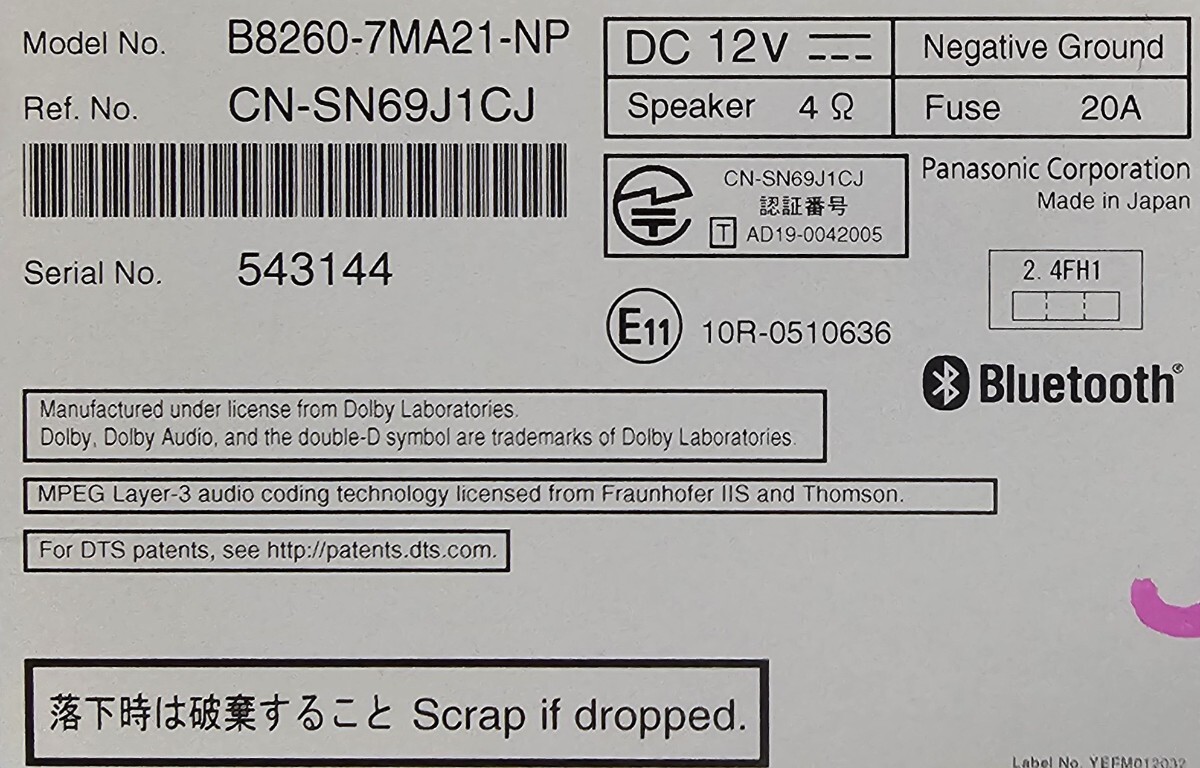 Model No. B8260-7MA21-NP
Ref. No. CN-SN69J1CJ
Serial No. 543144
DC 12V Negative Ground
Speaker 4 Ω Fuse 20A
CN-SN69J1CJ
認証番号
T AD19-0042005
Panasonic Corporation
Made in Japan
2.4FH1
E11 10R-0510636
Bluetooth®
Manufactured under license from Dolby Laboratories.
Dolby, Dolby Audio, and the double-D symbol are trademarks of Dolby Laboratories.
MPEG Layer-3 audio coding technology licensed from Fraunhofer IIS and Thomson.
For DTS patents, see http://patents.dts.com.
落下時は破棄すること Scrap if dropped.
Label No. YEFM012032